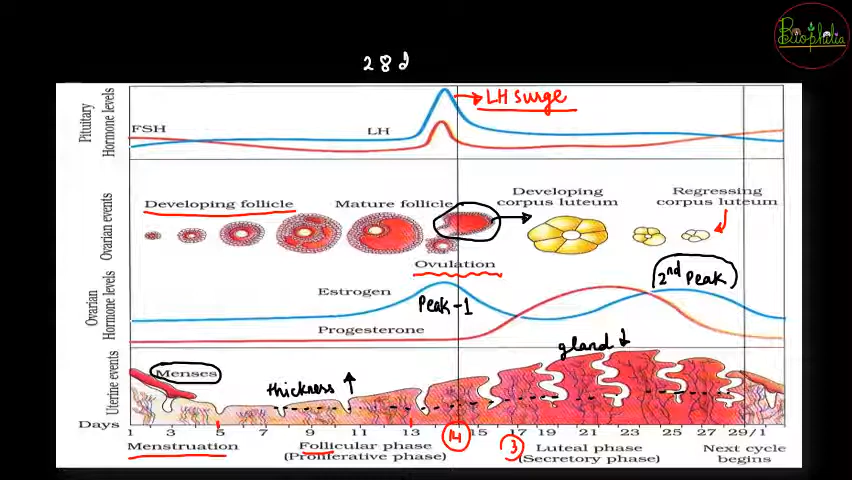 Biophilia
28d
Pituitary
Hormone levels
FSH
LH
LH surge
Ovarian events
Developing follicle
Mature follicle
Developing
corpus luteum
Regressing
corpus luteum
Ovulation
Ovarian
Hormone levels
Estrogen
Peak-1
2nd Peak
Progesterone
Uterine events
Menses
thickness ↑
gland ↓
Days 1 3 5 7 9 11 13 14 15 17 19 21 23 25 27 29/1
Menstruation
Follicular phase
(Proliferative phase)
3
Luteal phase
(Secretory phase)
Next cycle
begins